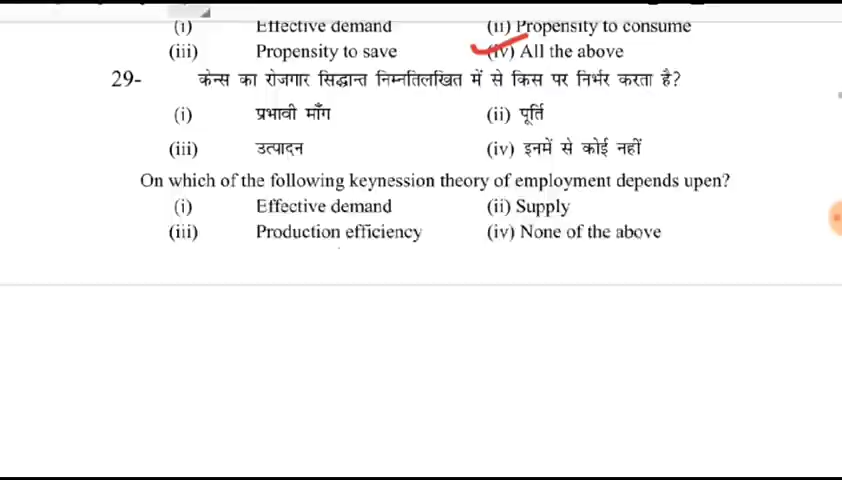 (i) Effective demand (ii) Propensity to consume
(iii) Propensity to save (iv) All the above
29- केन्स का रोजगार सिद्धान्त निम्नतिलखित में से किस पर निर्भर करता है?
(i) प्रभावी माँग (ii) पूर्ति
(iii) उत्पादन (iv) इनमें से कोई नहीं
On which of the following keynession theory of employment depends upen?
(i) Effective demand (ii) Supply
(iii) Production efficiency (iv) None of the above